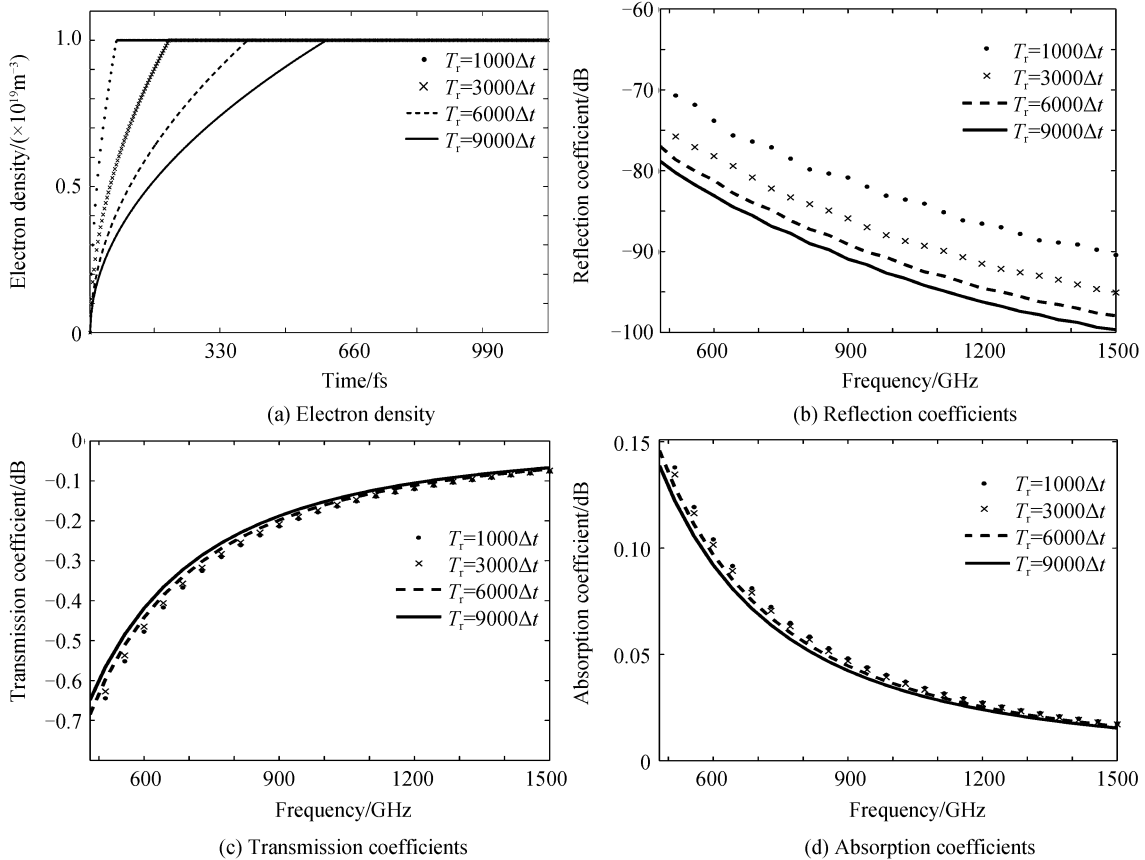 Electron density/(×10¹⁹m⁻³)
1.0
0.5
0
330
660
990
Time/fs
Tr=1000Δt
Tr=3000Δt
Tr=6000Δt
Tr=9000Δt
(a) Electron density
Reflection coefficient/dB
−60
−70
−80
−90
−100
600
900
1200
1500
Frequency/GHz
Tr=1000Δt
Tr=3000Δt
Tr=6000Δt
Tr=9000Δt
(b) Reflection coefficients
Transmission coefficient/dB
0
−0.1
−0.2
−0.3
−0.4
−0.5
−0.6
−0.7
600
900
1200
1500
Frequency/GHz
Tr=1000Δt
Tr=3000Δt
Tr=6000Δt
Tr=9000Δt
(c) Transmission coefficients
Absorption coefficient/dB
0.15
0.10
0.05
0
600
900
1200
1500
Frequency/GHz
Tr=1000Δt
Tr=3000Δt
Tr=6000Δt
Tr=9000Δt
(d) Absorption coefficients